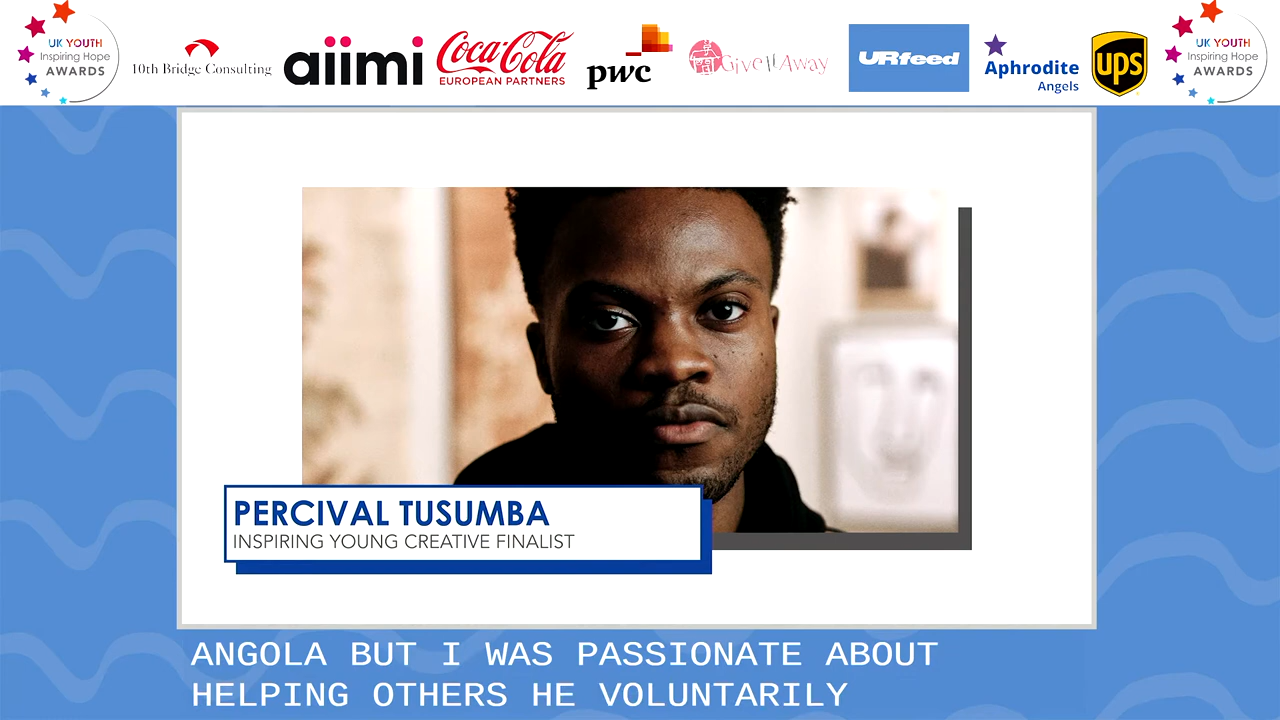 UK YOUTH
Inspiring Hope
AWARDS
10th Bridge Consulting
aiimi
Coca-Cola
EUROPEAN PARTNERS
pwc
Give Away
URfeed
Aphrodite
Angels
ups
UK YOUTH
Inspiring Hope
AWARDS
PERCIVAL TUSUMBA
INSPIRING YOUNG CREATIVE FINALIST
ANGOLA BUT I WAS PASSIONATE ABOUT
HELPING OTHERS HE VOLUNTARILY